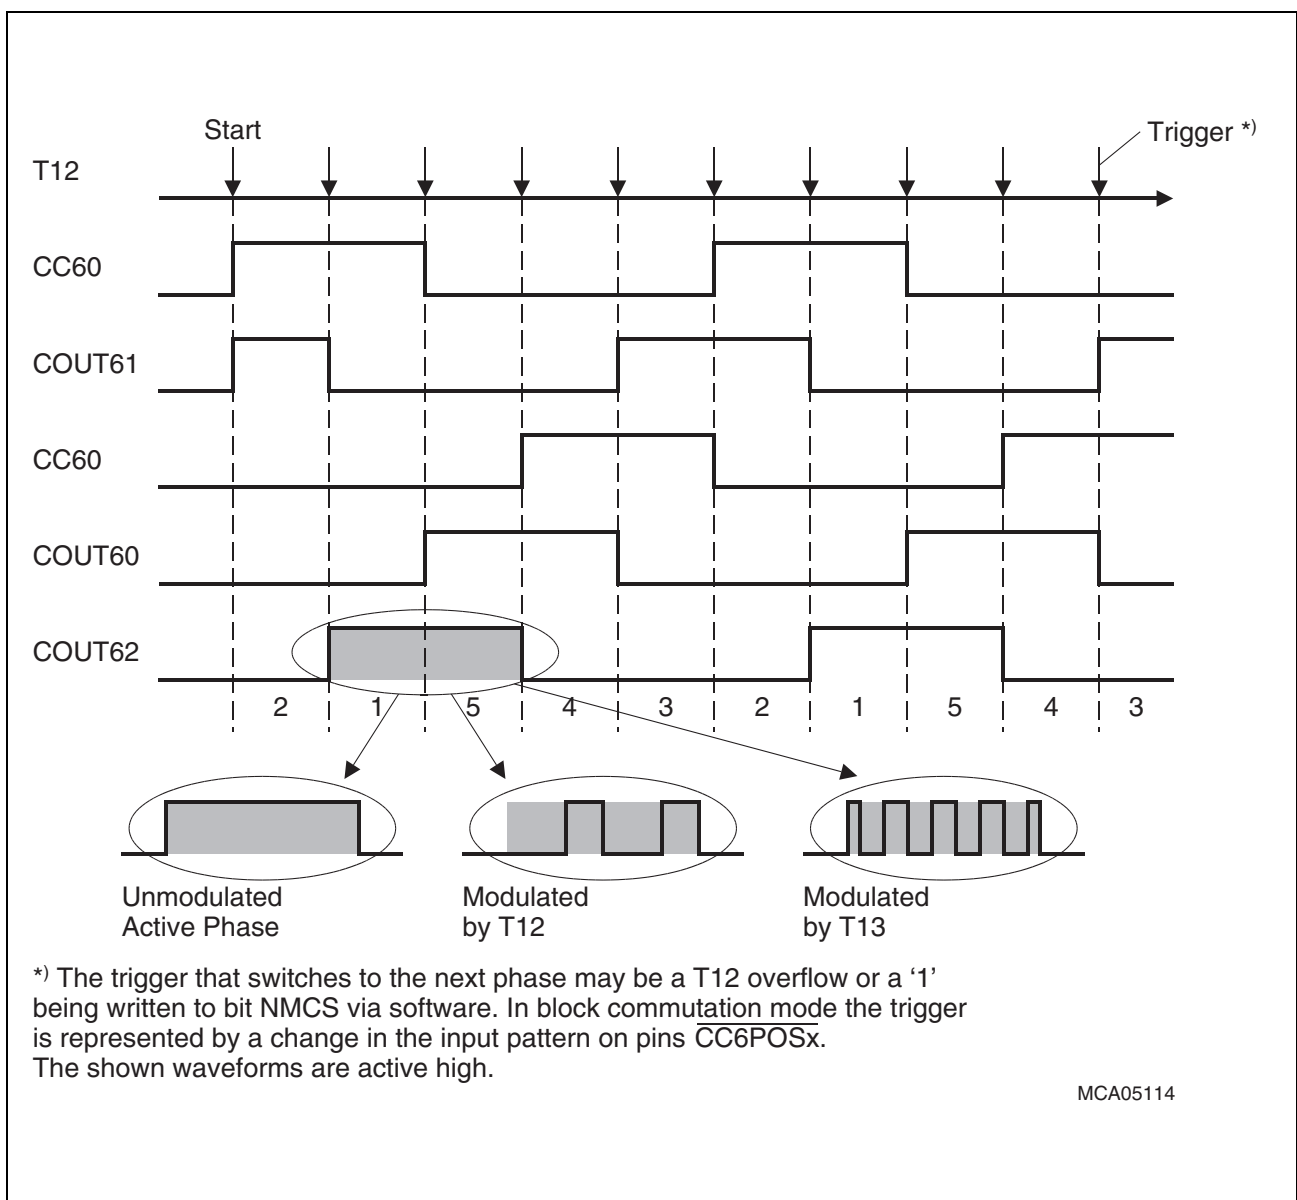 Start
Trigger *)
T12
CC60
COUT61
CC60
COUT60
COUT62
2 1 5 4 3 2 1 5 4 3
Unmodulated
Active Phase
Modulated
by T12
Modulated
by T13
*) The trigger that switches to the next phase may be a T12 overflow or a ‘1’
being written to bit NMCS via software. In block commutation mode the trigger
is represented by a change in the input pattern on pins CC6POSx.
The shown waveforms are active high.
MCA05114